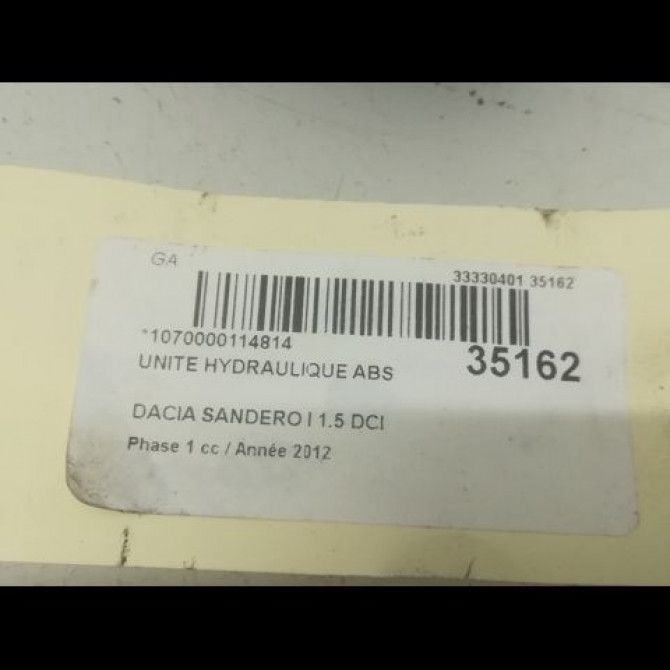 GA
33330401 35162
*1070000114814
35162
UNITE HYDRAULIQUE ABS
DACIA SANDERO I 1.5 DCI
Phase 1 cc / Année 2012